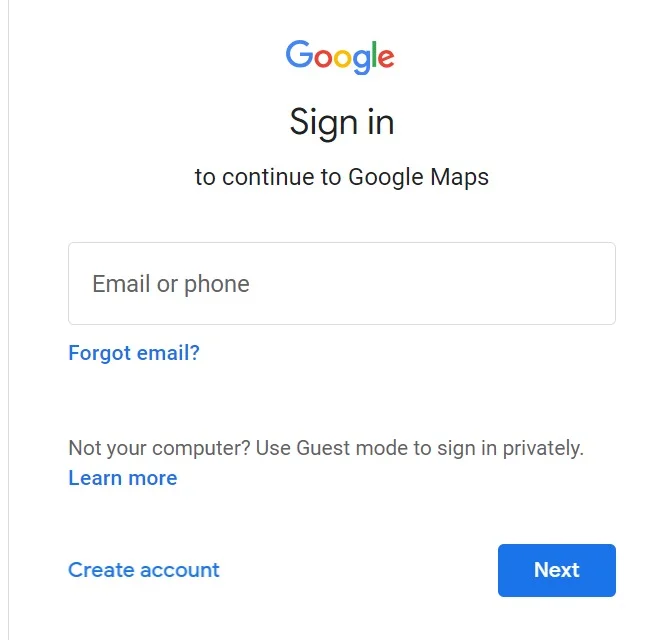 Google
Sign in
to continue to Google Maps
Email or phone
Forgot email?
Not your computer? Use Guest mode to sign in privately.
Learn more
Create account
Next